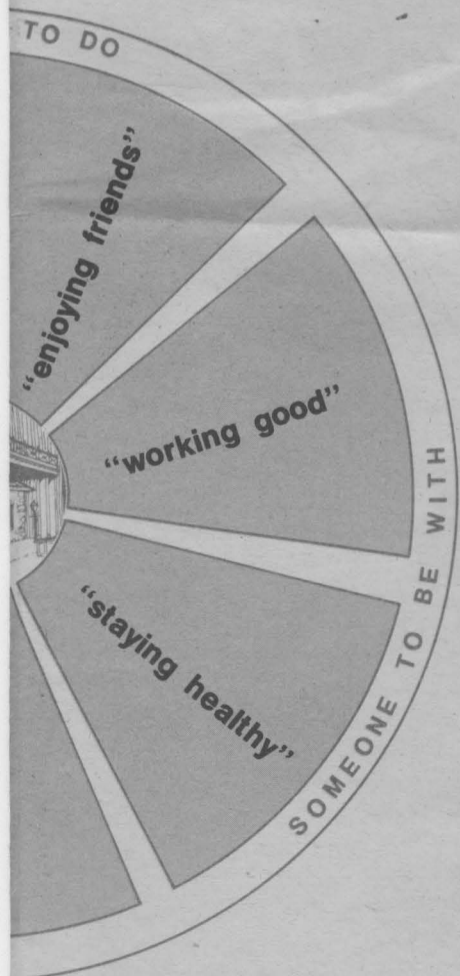 TO DO
"enjoying friends"
"working good"
"staying healthy"
SOMEONE TO BE WITH